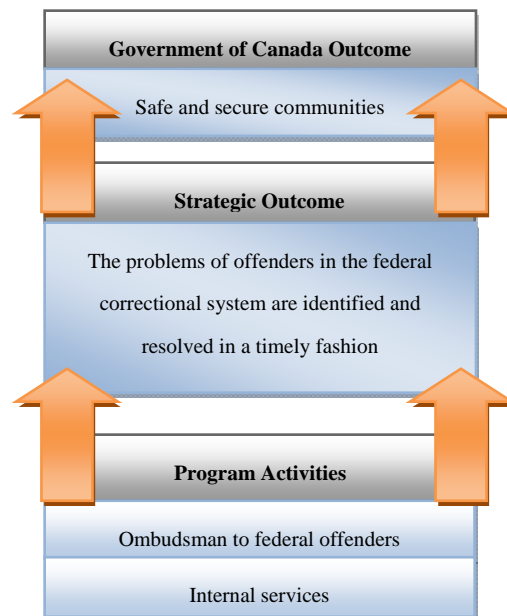 Government of Canada Outcome
Safe and secure communities
Strategic Outcome
The problems of offenders in the federal
correctional system are identified and
resolved in a timely fashion
Program Activities
Ombudsman to federal offenders
Internal services